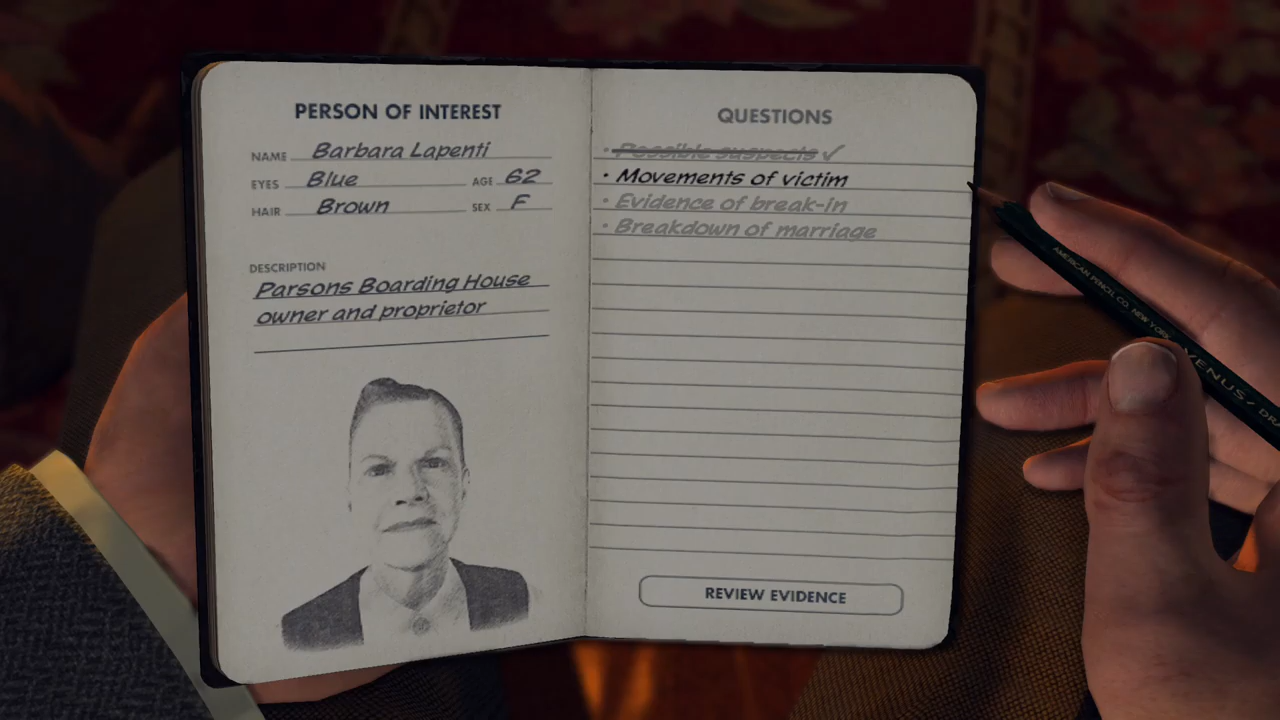 PERSON OF INTEREST
NAME Barbara Lapenti
EYES Blue AGE 62
HAIR Brown SEX F
DESCRIPTION
Parsons Boarding House
owner and proprietor
QUESTIONS
• Possible suspects ✓
• Movements of victim
• Evidence of break-in
• Breakdown of marriage
REVIEW EVIDENCE
AMERICAN PENCIL CO. NEW YORK VENUS